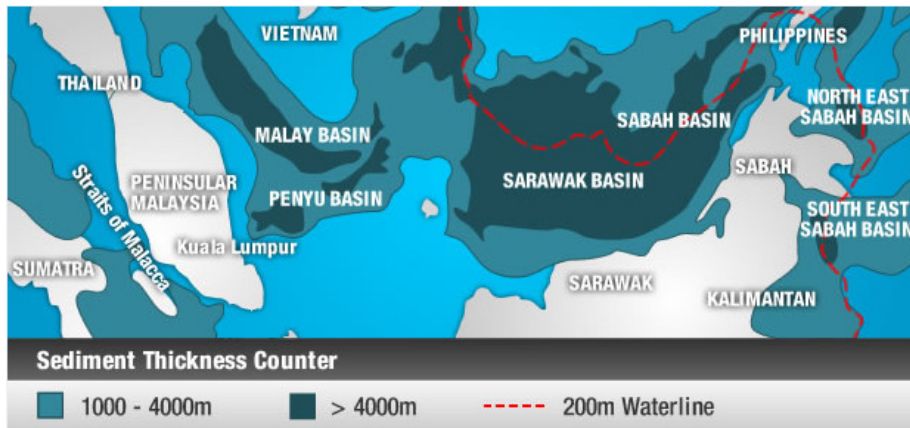 VIETNAM
PHILIPPINES
THAILAND
NORTH EAST
SABAH BASIN
SABAH BASIN
MALAY BASIN
SABAH
PENINSULAR
MALAYSIA
PENYU BASIN
SARAWAK BASIN
Straits of Malacca
SOUTH EAST
SABAH BASIN
Kuala Lumpur
SUMATRA
SARAWAK
KALIMANTAN
Sediment Thickness Counter
1000 - 4000m
> 4000m
200m Waterline